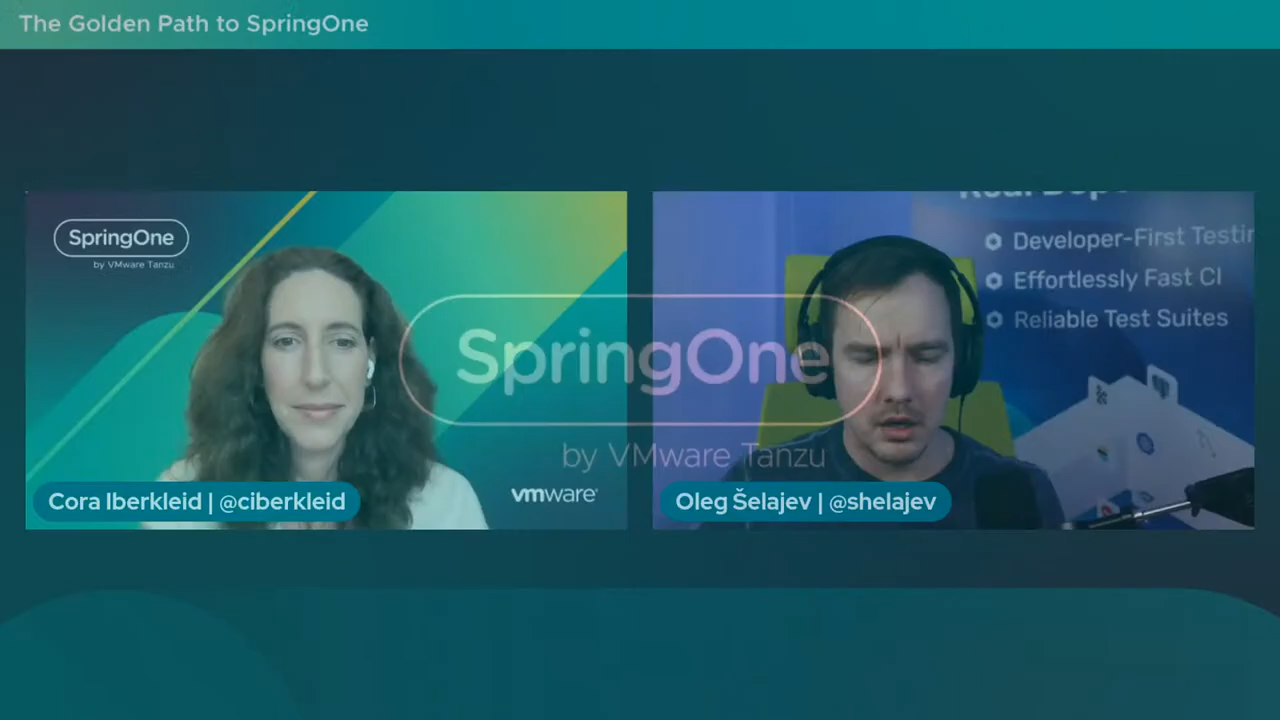 The Golden Path to SpringOne
SpringOne
by VMware Tanzu
vmware
Cora Iberkleid | @ciberkleid
Developer-First Testin
Effortlessly Fast CI
Reliable Test Suites
Oleg Šelajev | @shelajev
SpringOne
by VMware Tanzu